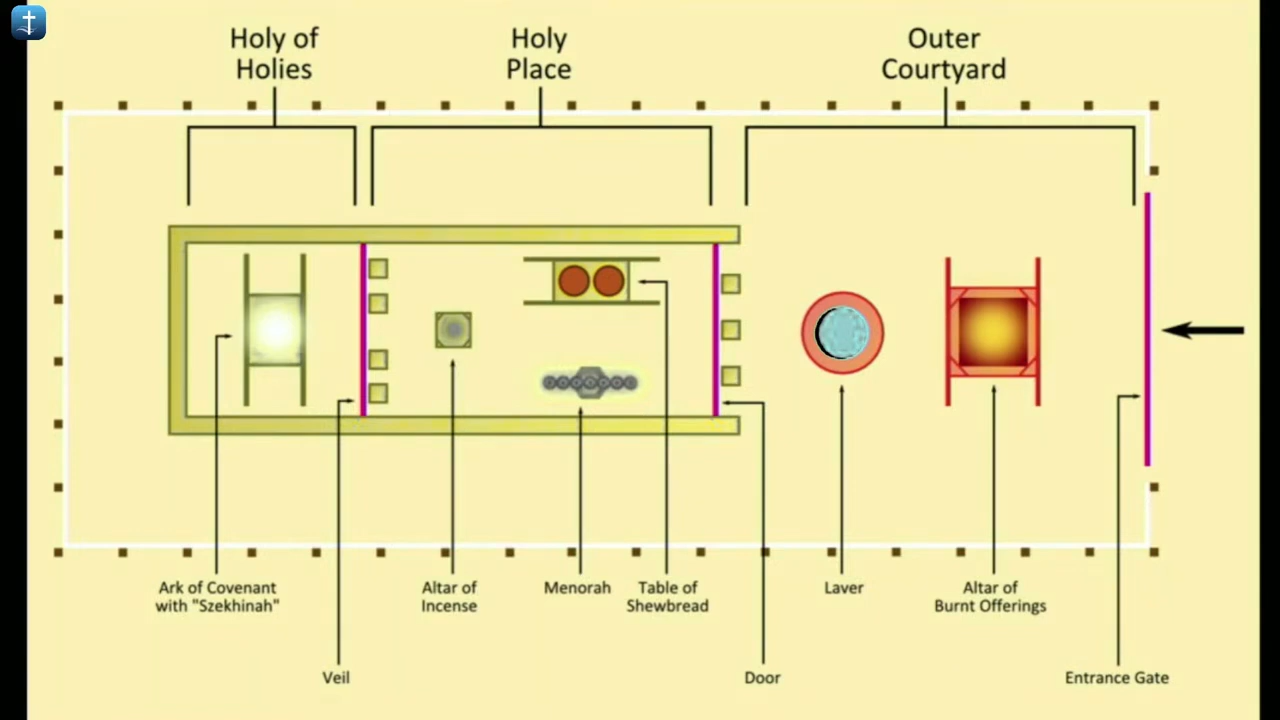 Holy of
Holies
Holy
Place
Outer
Courtyard
Ark of Covenant
with "Szekhinah"
Altar of
Incense
Menorah
Table of
Shewbread
Laver
Altar of
Burnt Offerings
Veil
Door
Entrance Gate